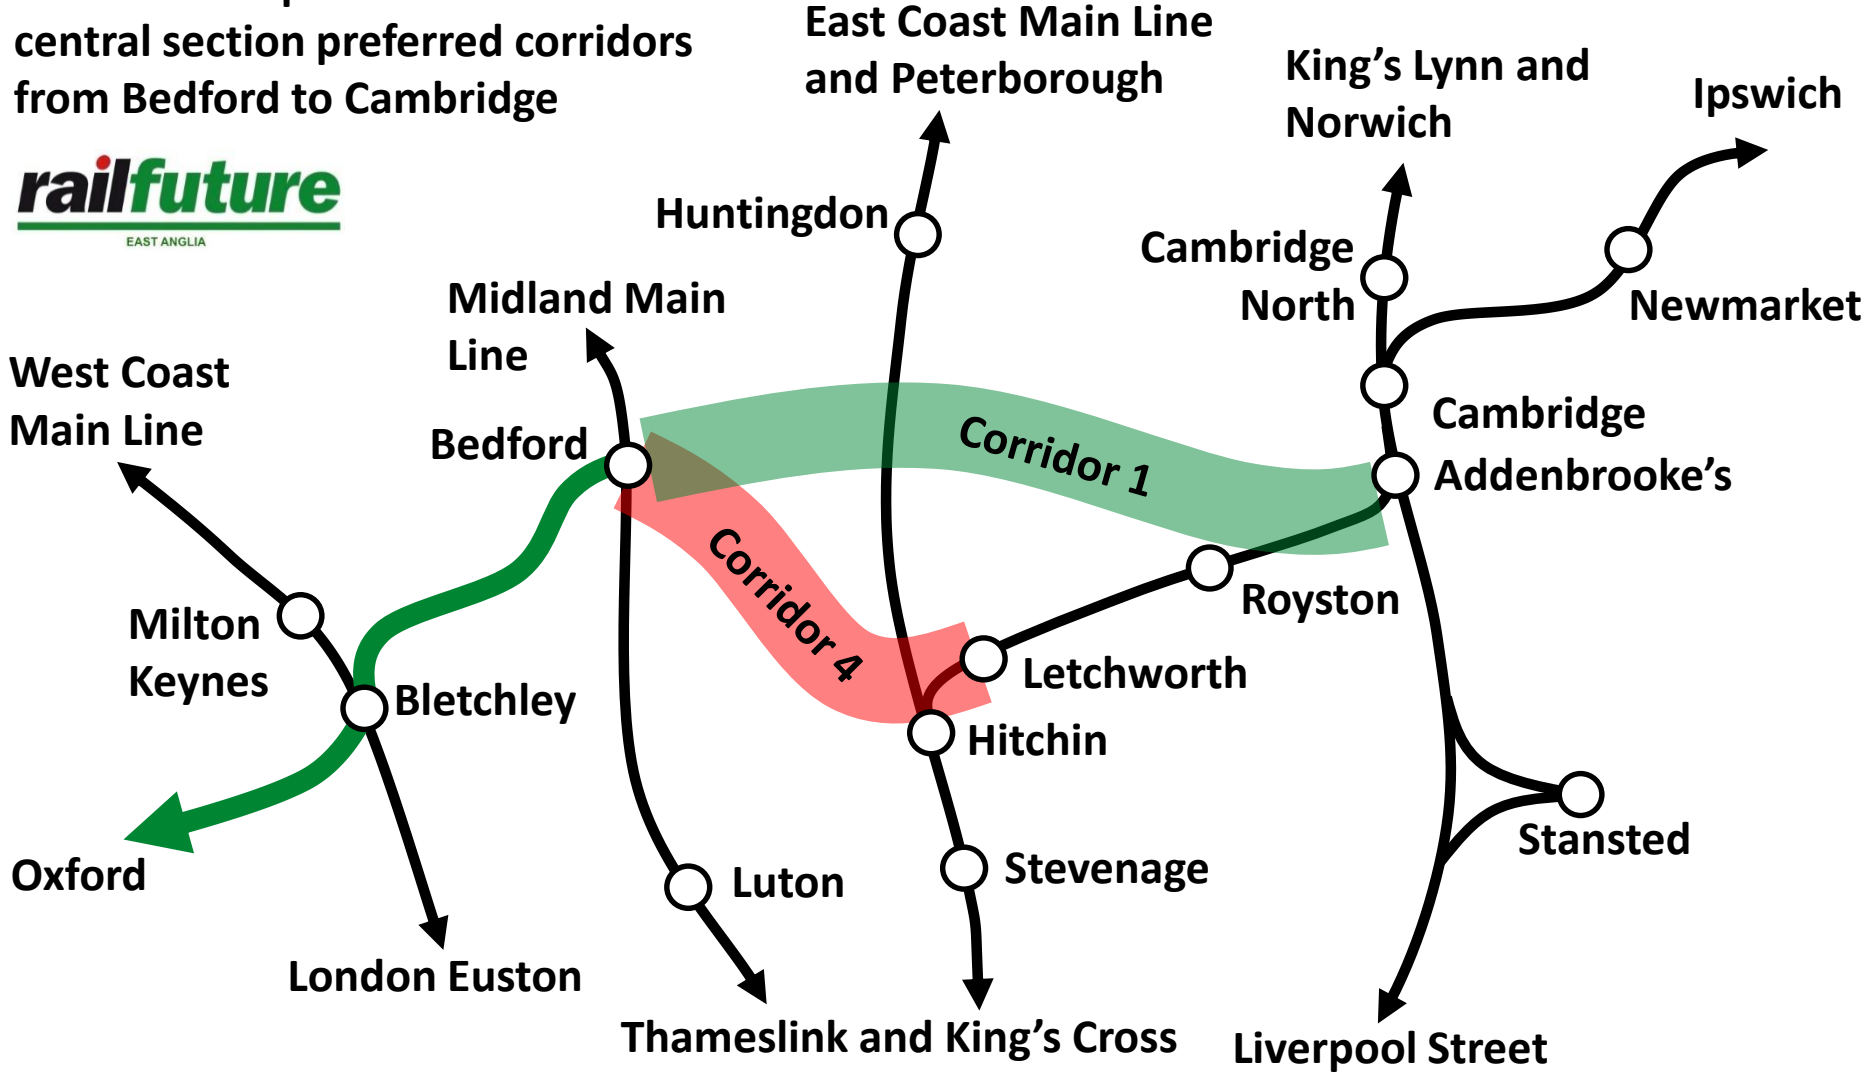 central section preferred corridors
from Bedford to Cambridge
railfuture
EAST ANGLIA
East Coast Main Line
and Peterborough
King's Lynn and
Norwich
Ipswich
Huntingdon
Cambridge
North
Newmarket
Midland Main
Line
West Coast
Main Line
Bedford
Corridor 1
Cambridge
Addenbrooke's
Corridor 4
Royston
Milton
Keynes
Bletchley
Letchworth
Hitchin
Stansted
Oxford
Luton
Stevenage
London Euston
Thameslink and King's Cross
Liverpool Street